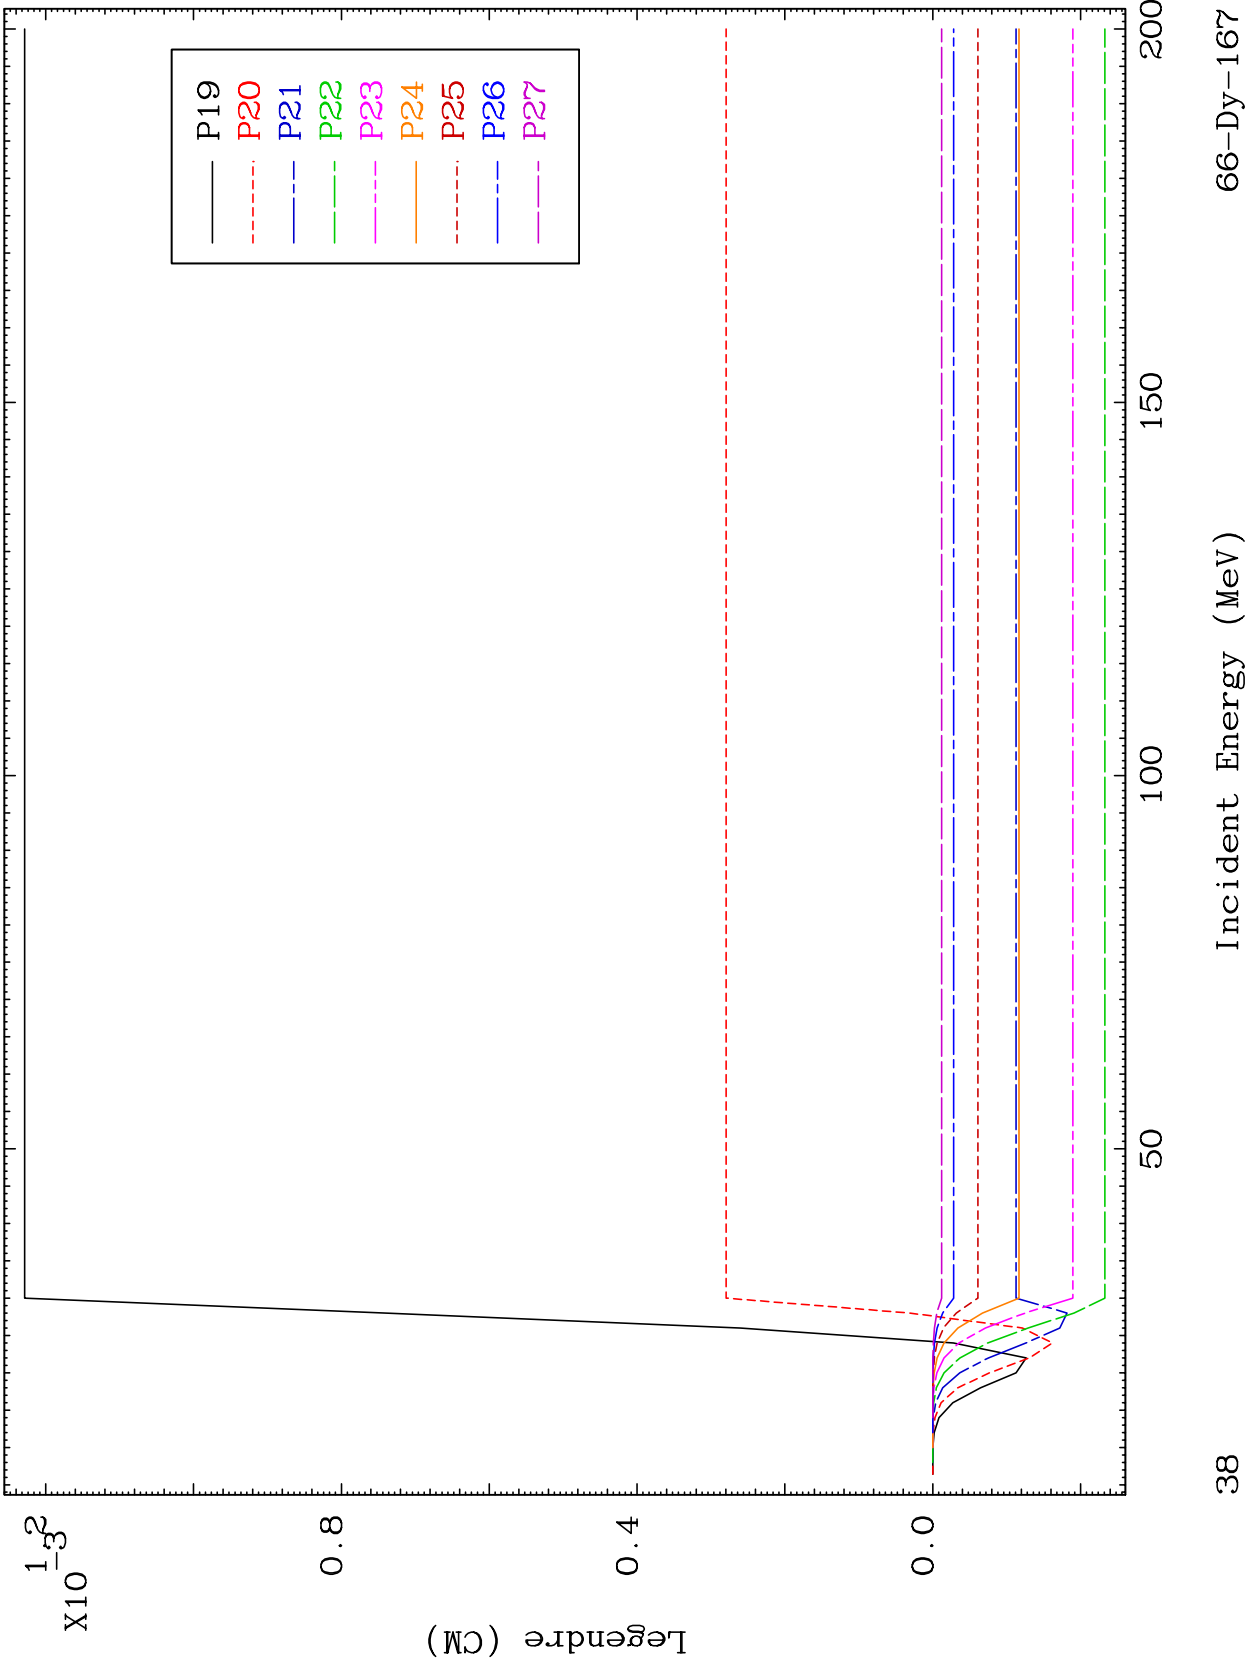 P19
P20
P21
P22
P23
P24
P25
P26
P27
X10
-3
1.2
0.8
0.4
0.0
Legendre (CM)
50
100
150
200
38
Incident Energy (MeV)
66-Dy-167